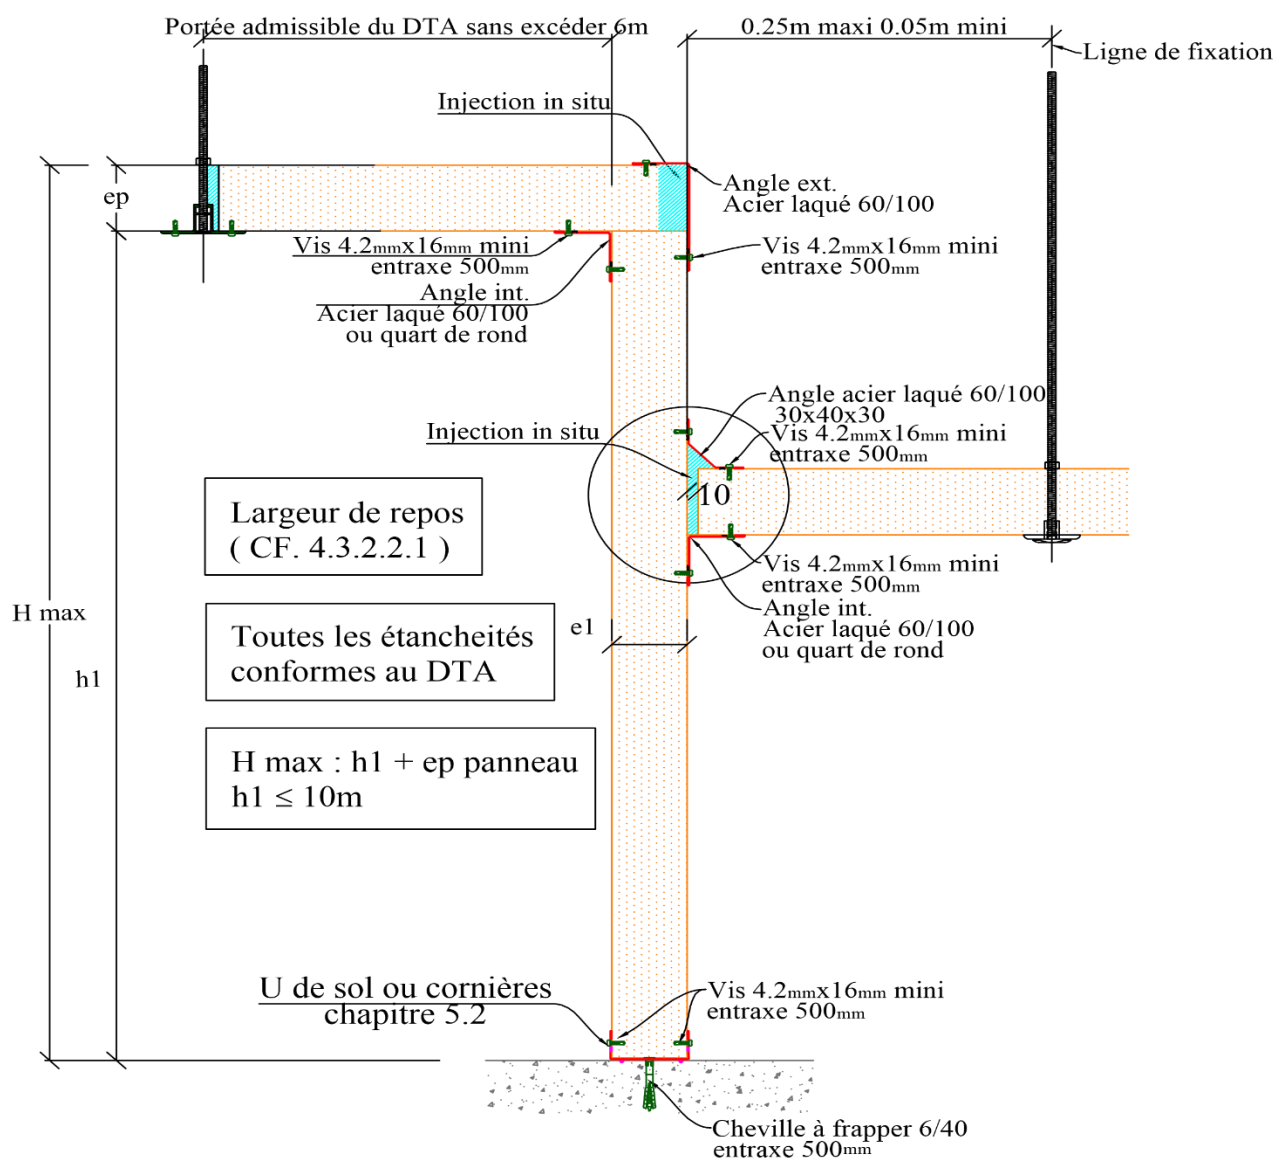 Portée admissible du DTA sans excéder 6m
0.25m maxi 0.05m mini
Ligne de fixation
Injection in situ
ep
Angle ext.
Acier laqué 60/100
Vis 4.2mmx16mm mini
entraxe 500mm
Vis 4.2mmx16mm mini
entraxe 500mm
Angle int.
Acier laqué 60/100
ou quart de rond
Angle acier laqué 60/100
30x40x30
Vis 4.2mmx16mm mini
entraxe 500mm
Injection in situ
10
Largeur de repos
( CF. 4.3.2.2.1 )
Vis 4.2mmx16mm mini
entraxe 500mm
Angle int.
Acier laqué 60/100
ou quart de rond
H max
h1
Toutes les étancheités
conformes au DTA
e1
H max : h1 + ep panneau
h1 ≤ 10m
U de sol ou cornières
chapitre 5.2
Vis 4.2mmx16mm mini
entraxe 500mm
Cheville à frapper 6/40
entraxe 500mm